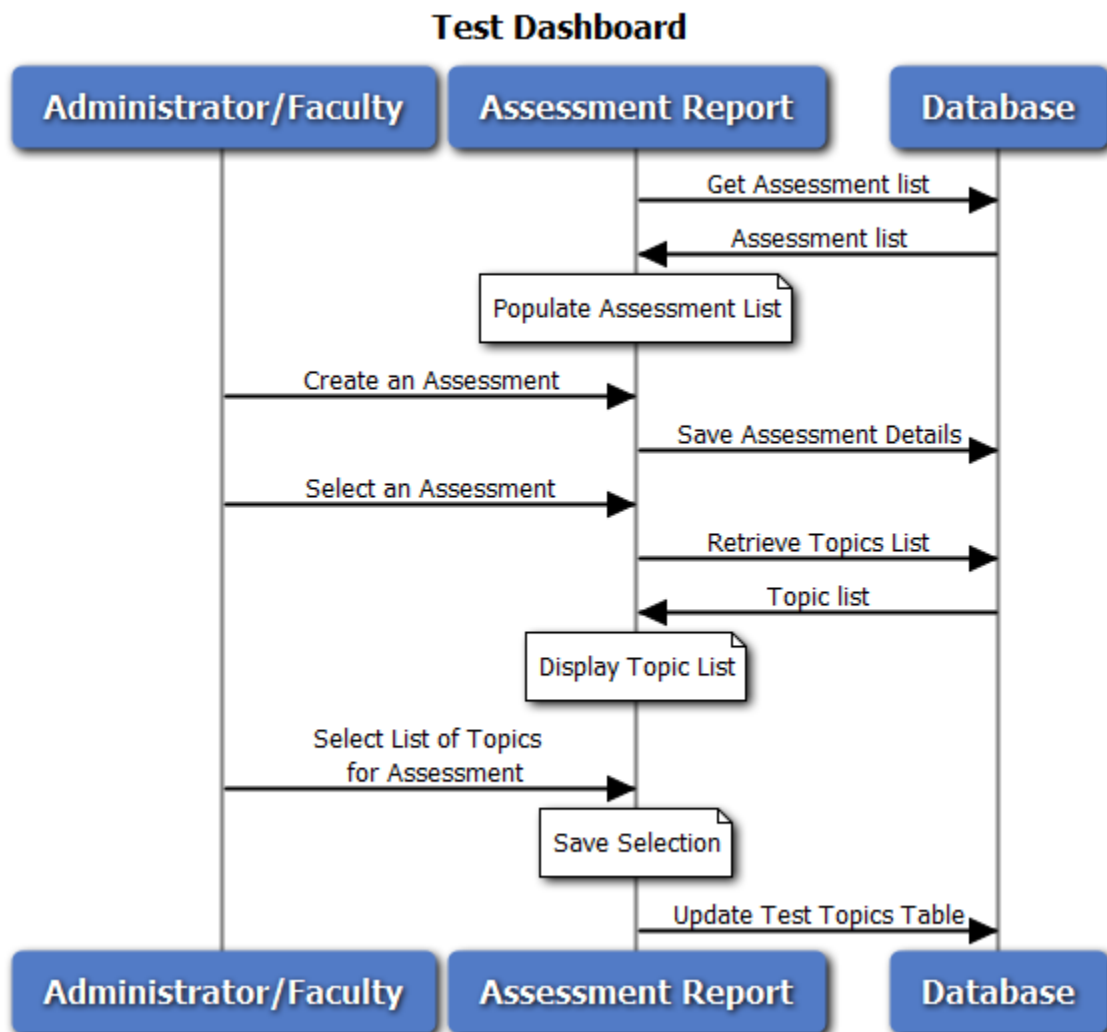 Test Dashboard
Administrator/Faculty
Assessment Report
Database
Get Assessment list
Assessment list
Populate Assessment List
Create an Assessment
Save Assessment Details
Select an Assessment
Retrieve Topics List
Topic list
Display Topic List
Select List of Topics
for Assessment
Save Selection
Update Test Topics Table
Administrator/Faculty
Assessment Report
Database